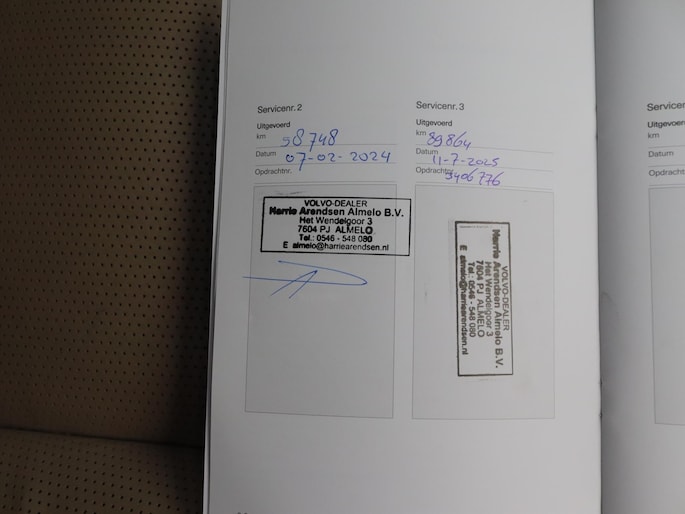 Servicenr. 2
Uitgevoerd
km 58748
Datum 07-02-2024
Opdrachtnr.
VOLVO-DEALER
Harrie Arendsen Almelo B.V.
Het Wendelgoor 3
7604 PJ ALMELO
Tel.: 0546 - 548 080
E almelo@harriearendsen.nl
Servicenr. 3
Uitgevoerd
km 89864
Datum 11-7-2025
Opdrachtnr. 3406776
VOLVO-DEALER
Harrie Arendsen Almelo B.V.
Het Wendelgoor 3
7604 PJ ALMELO
Tel.: 0546 - 548 080
E almelo@harriearendsen.nl
Service
Uitgevoerd
km
Datum
Opdrachtnr